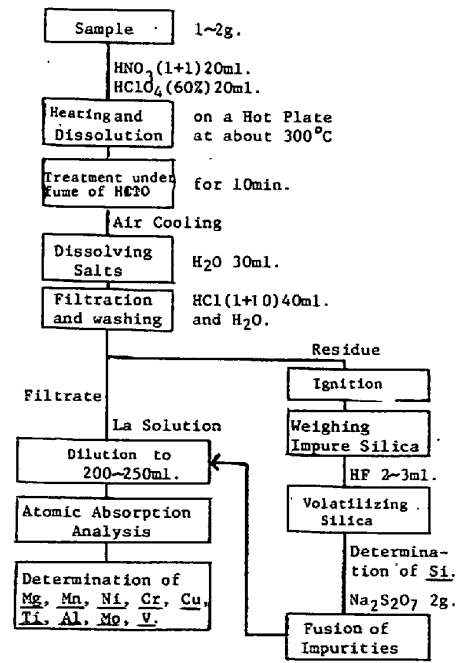 Sample 1~2g.
HNO3(1+1)20ml.
HClO4(60%)20ml.
Heating and on a Hot Plate
Dissolution at about 300°C
Treatment under
fume of for 10min.
Air Cooling
Dissolving
Salts H2O 30ml.
Filtration HCl(1+10)40ml.
and washing and H2O.
Residue
Ignition
Filtrate
La Solution
Weighing
Impure Silica
Dilution to
200~250ml.
HF 2~3ml.
Volatilizing
Silica
Atomic Absorption
Analysis
Determina-
tion of Si.
Determination of
Mg, Mn, Ni, Cr, Cu,
Ti, Al, Mo, V.
Na2S2O7 2g.
Fusion of
Impurities